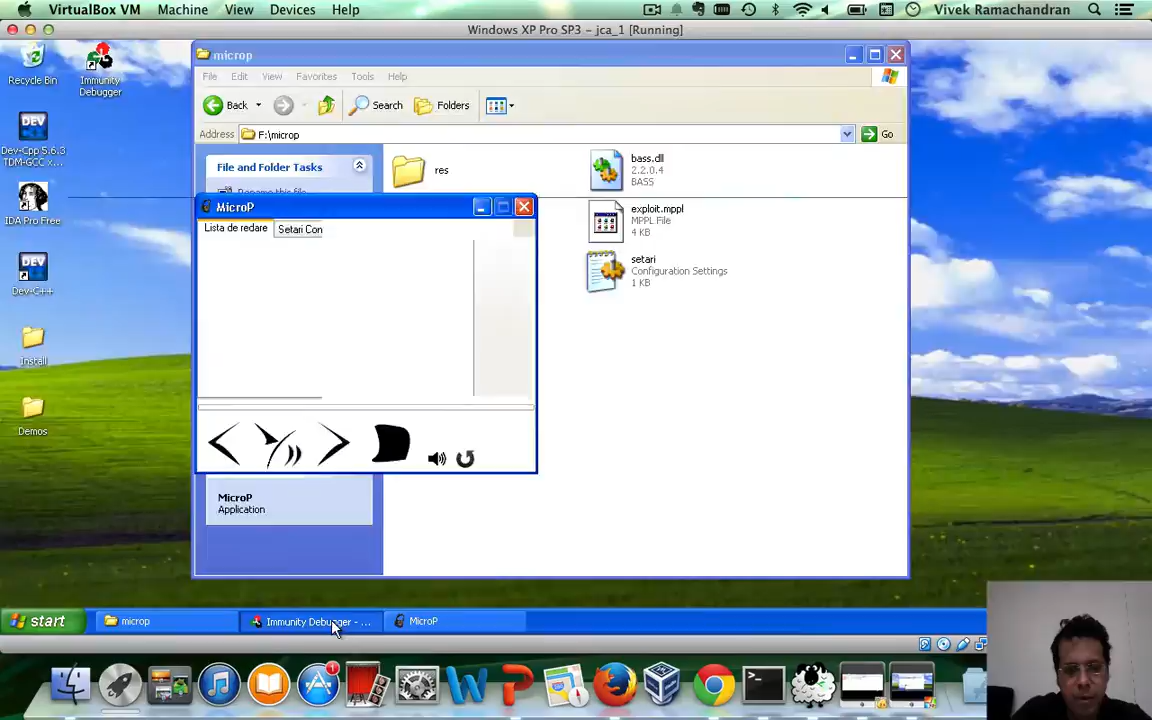 VirtualBox VM Machine View Devices Help
Vivek Ramachandran
Windows XP Pro SP3 - jca_1 [Running]
Recycle Bin
Immunity
Debugger
Dev-Cpp 5.6.3
TDM-GCC x...
IDA Pro Free
Dev-C++
Install
Demos
microp
File Edit View Favorites Tools Help
Back Search Folders
Address F:\microp Go
File and Folder Tasks
Rename this file
res
bass.dll
2.2.0.4
BASS
exploit.mppl
MPPL File
4 KB
setari
Configuration Settings
1 KB
MicroP
Lista de redare Setari Con
MicroP
Application
start microp Immunity Debugger - ... MicroP